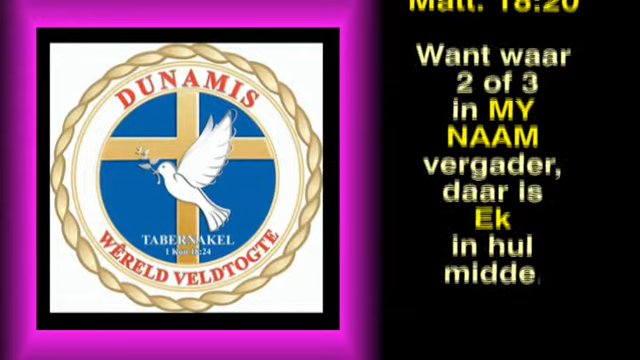 DUNAMIS
TABERNAKEL
WÊRELD VELDTOGTE
Matt. 18:20
Want waar
2 of 3
in MY
NAAM
vergader,
daar is
Ek
in hul
midde.